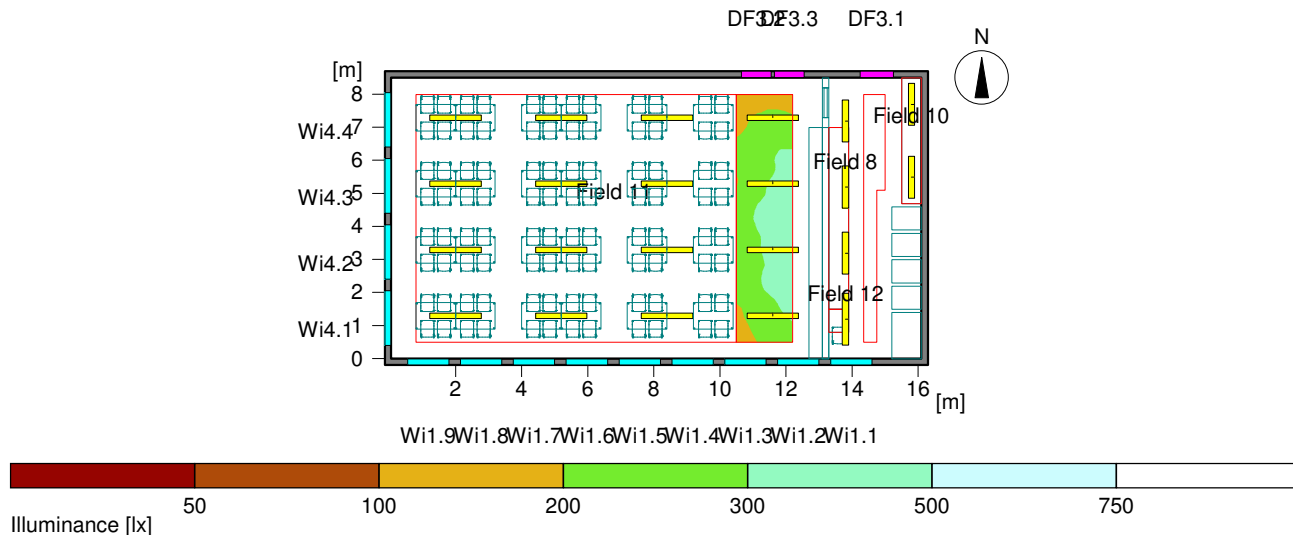 DF3.2 DF3.3 DF3.1
N
[m]
8
Wi4.4 7
Field 10
6
Field 8
Wi4.3 5
Field 11
4
3
Wi4.2
2
Field 12
Wi4.1 1
0
2 4 6 8 10 12 14 16
[m]
Wi1.9 Wi1.8 Wi1.7 Wi1.6 Wi1.5 Wi1.4 Wi1.3 Wi1.2 Wi1.1
50 100 200 300 500 750
Illuminance [lx]